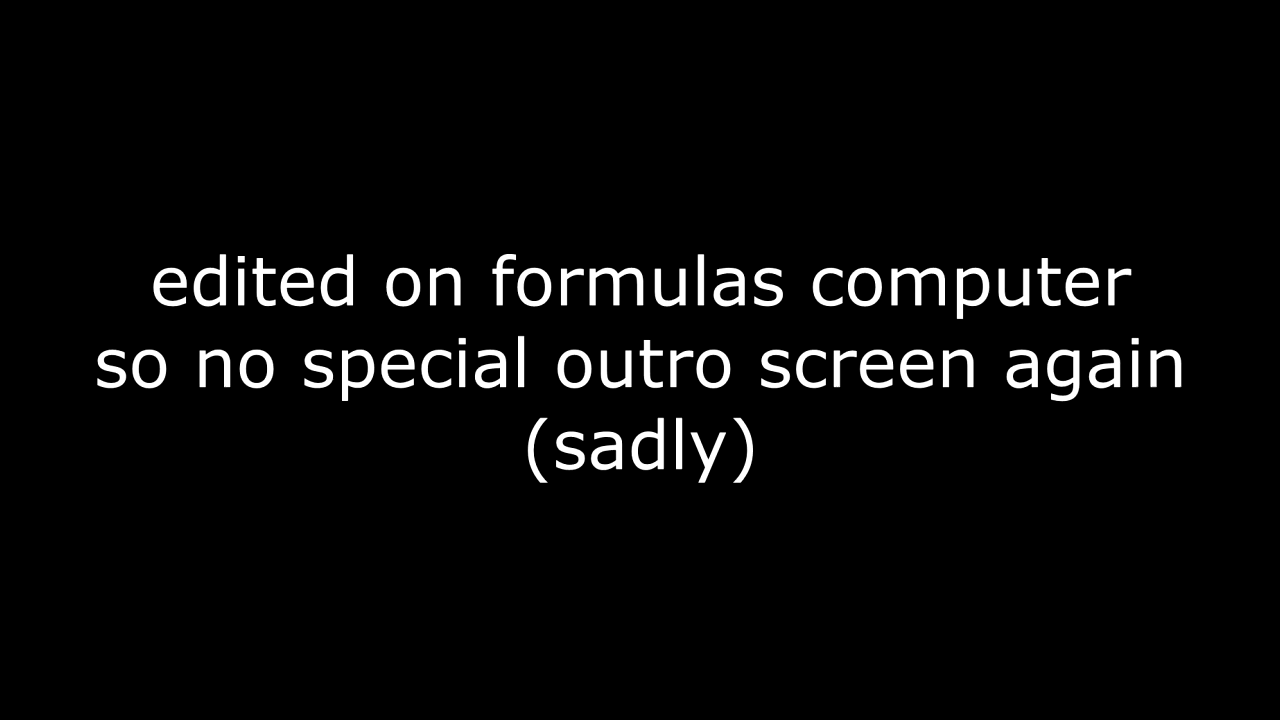 edited on formulas computer
so no special outro screen again
(sadly)